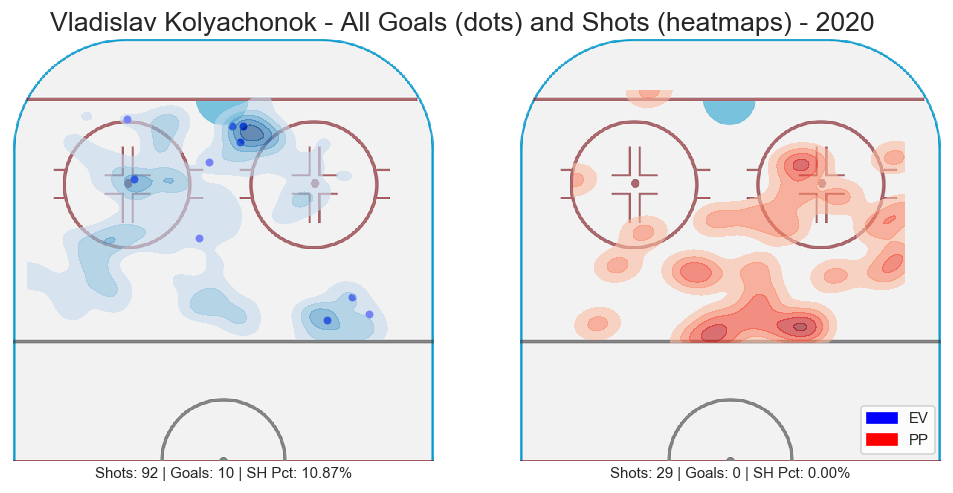 Vladislav Kolyachonok - All Goals (dots) and Shots (heatmaps) - 2020
EV
PP
Shots: 92 | Goals: 10 | SH Pct: 10.87%
Shots: 29 | Goals: 0 | SH Pct: 0.00%